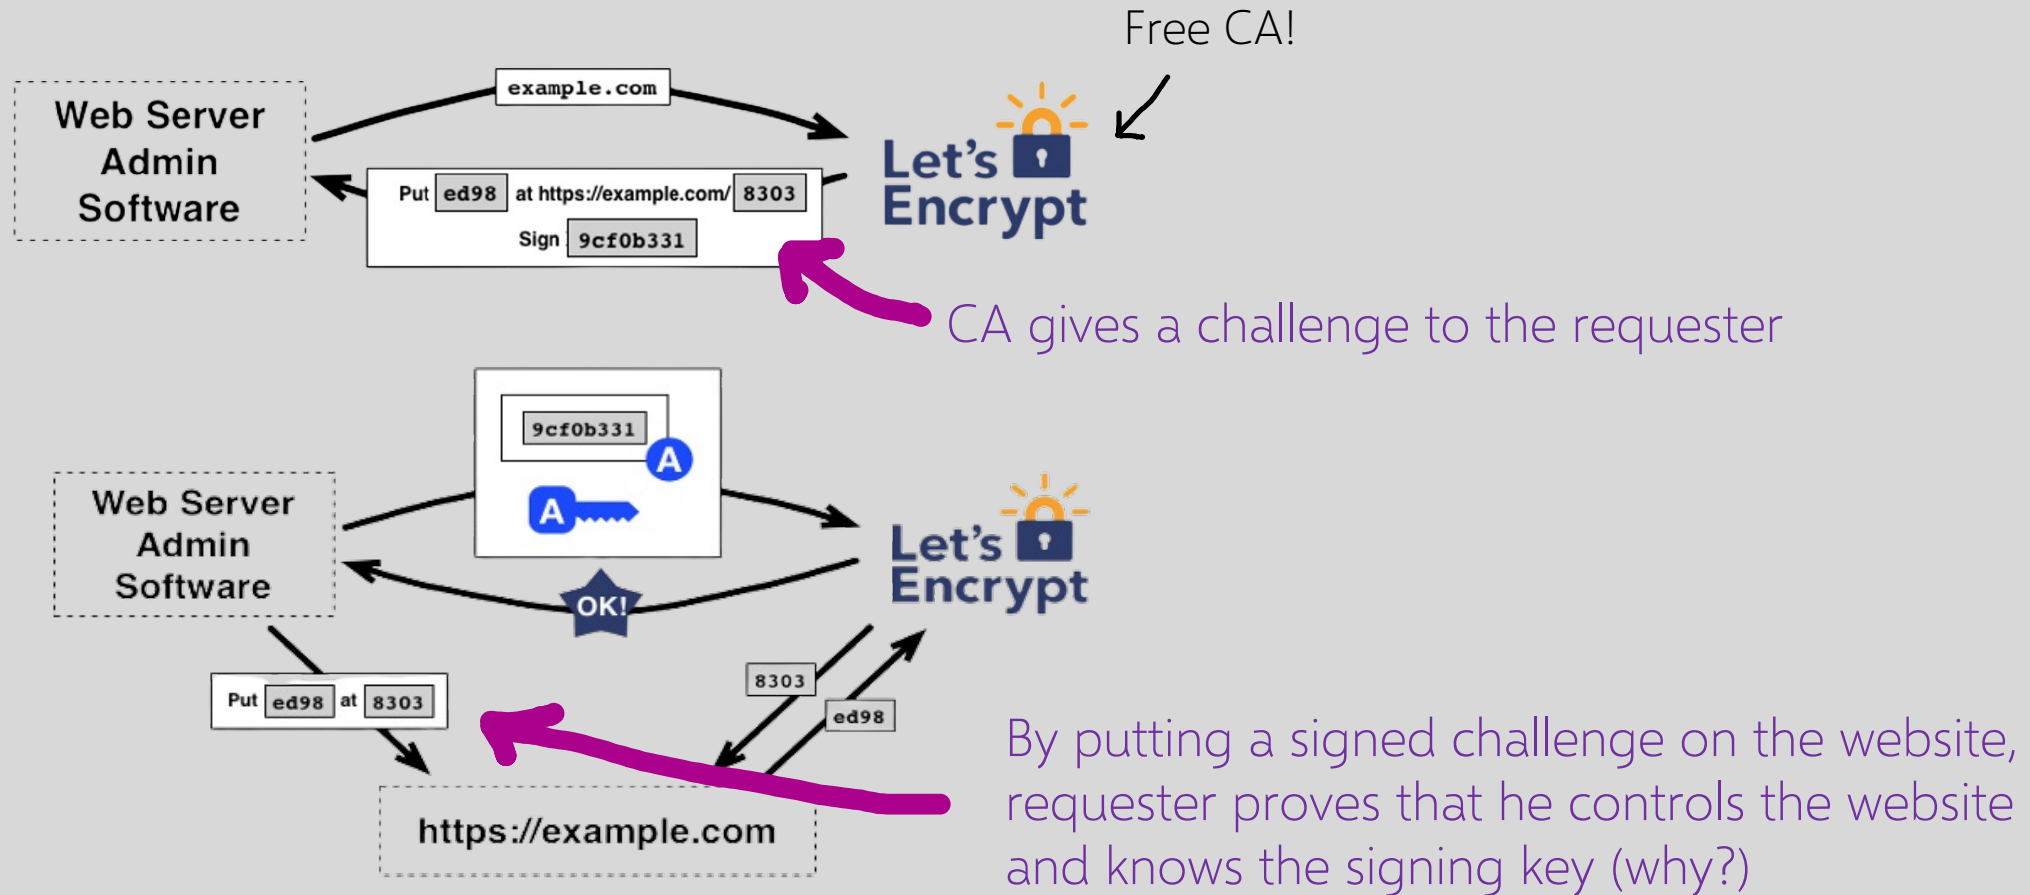 Free CA!
example.com
Web Server
Admin
Software
Let's
Encrypt
Put ed98 at https://example.com/ 8303
Sign 9cf0b331
CA gives a challenge to the requester
9cf0b331
A
A
Web Server
Admin
Software
Let's
Encrypt
OK!
8303
Put ed98 at 8303
ed98
By putting a signed challenge on the website,
requester proves that he controls the website
and knows the signing key (why?)
https://example.com